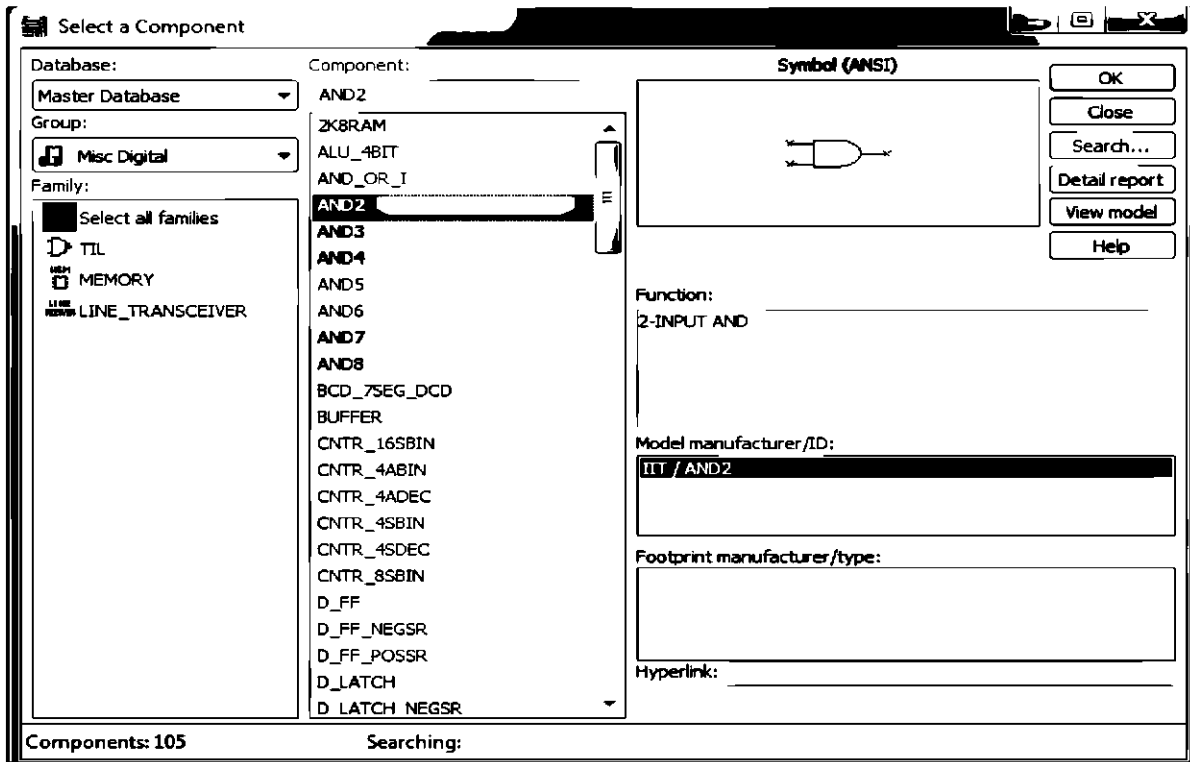 Select a Component
Database:
Master Database
Group:
Misc Digital
Family:
Select all families
TIL
MEMORY
LINE_TRANSCEIVER
Component:
AND2
2K8RAM
ALU_4BIT
AND_OR_I
AND2
AND3
AND4
AND5
AND6
AND7
AND8
BCD_7SEG_DCD
BUFFER
CNTR_16SBIN
CNTR_4ABIN
CNTR_4ADEC
CNTR_4SBIN
CNTR_4SDEC
CNTR_8SBIN
D_FF
D_FF_NEGSR
D_FF_POSSR
D_LATCH
D_LATCH_NEGSR
Symbol (ANSI)
OK
Close
Search...
Detail report
View model
Help
Function:
2-INPUT AND
Model manufacturer/ID:
IIT / AND2
Footprint manufacturer/type:
Hyperlink:
Components: 105
Searching: